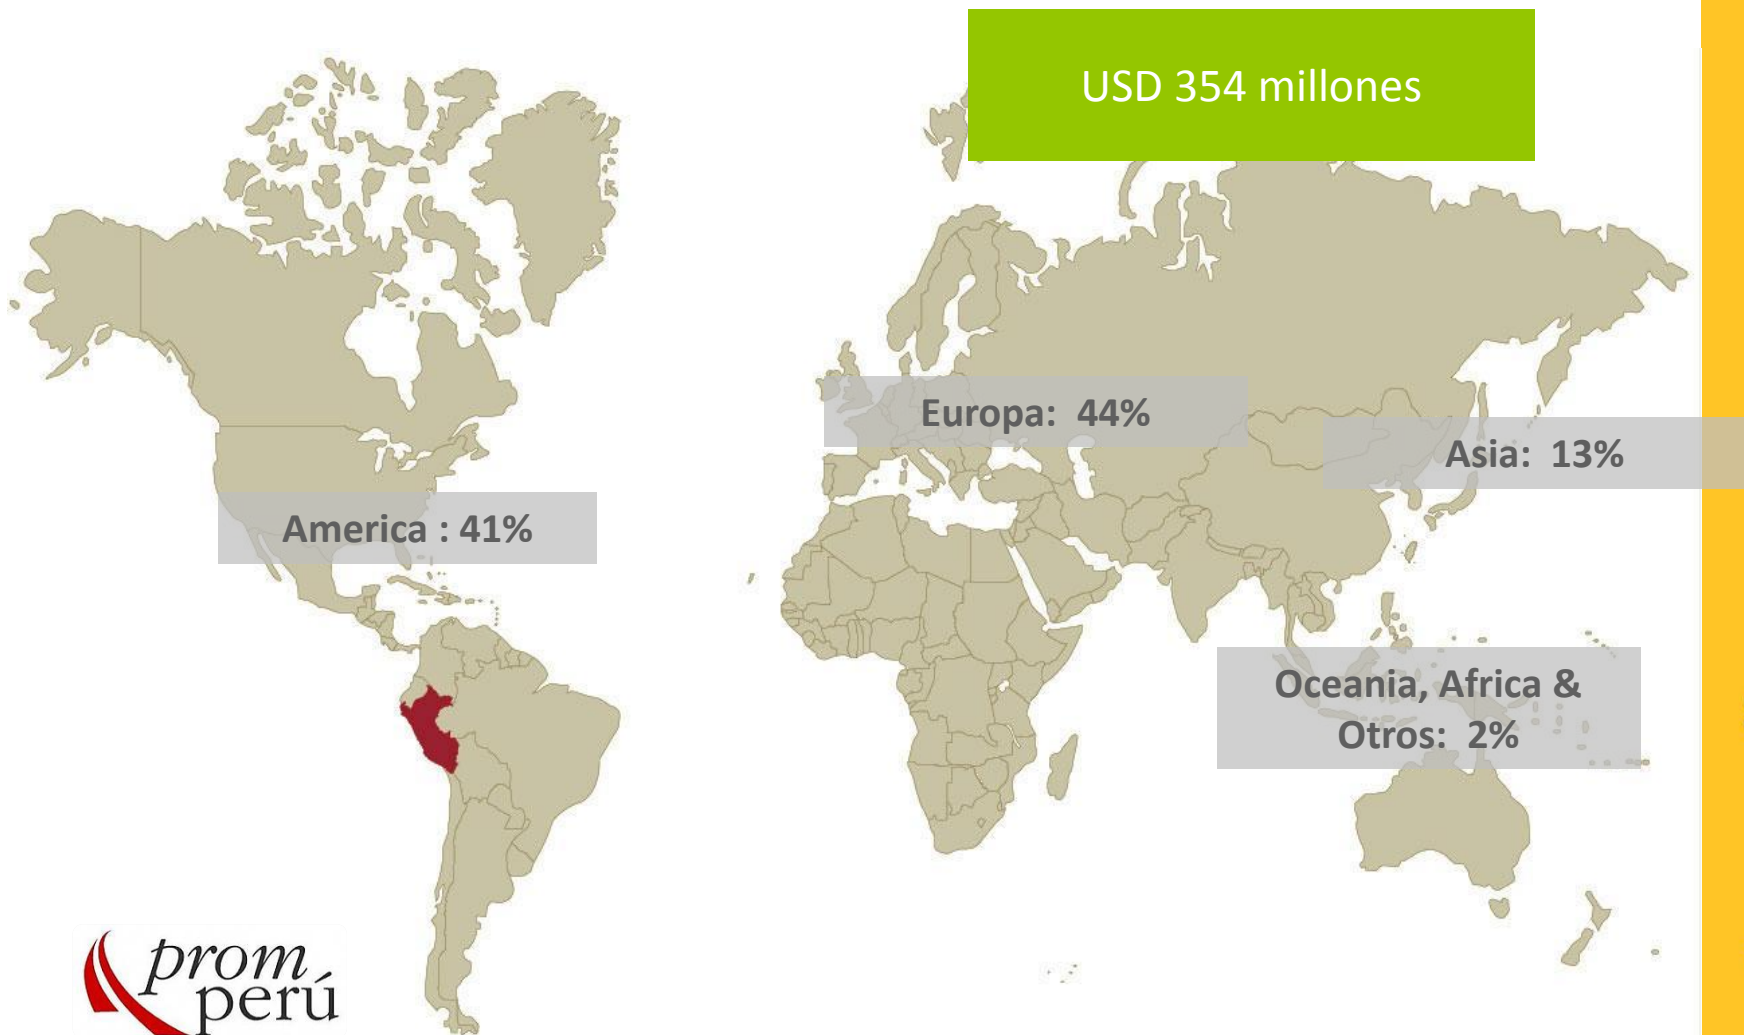 USD 354 millones
Europa: 44%
Asia: 13%
America : 41%
Oceania, Africa &
Otros: 2%
prom
perú